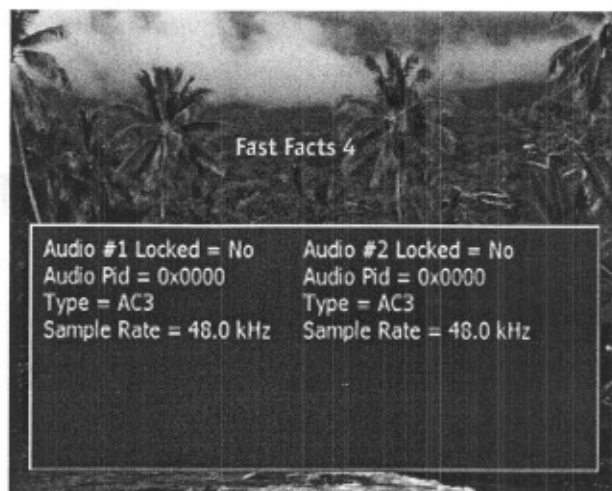 Fast Facts 4
Audio #1 Locked = No
Audio Pid = 0x0000
Type = AC3
Sample Rate = 48.0 kHz
Audio #2 Locked = No
Audio Pid = 0x0000
Type = AC3
Sample Rate = 48.0 kHz